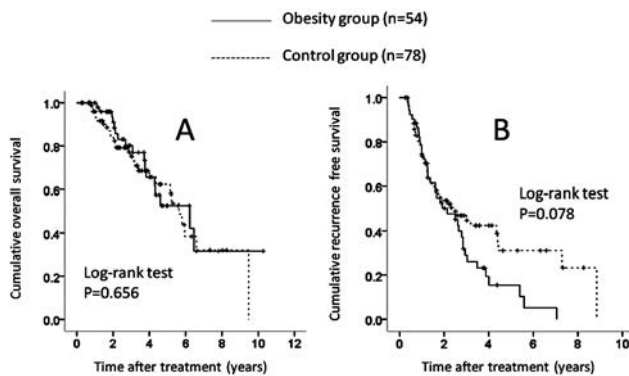 Obesity group (n=54)
Control group (n=78)
A
B
Cumulative overall survival
1.0
0.8
0.6
0.4
0.2
0.0
Log-rank test
P=0.656
0 2 4 6 8 10 12
Time after treatment (years)
Cumulative recurrence free survival
1.0
0.8
0.6
0.4
0.2
0.0
Log-rank test
P=0.078
0 2 4 6 8 10
Time after treatment (years)